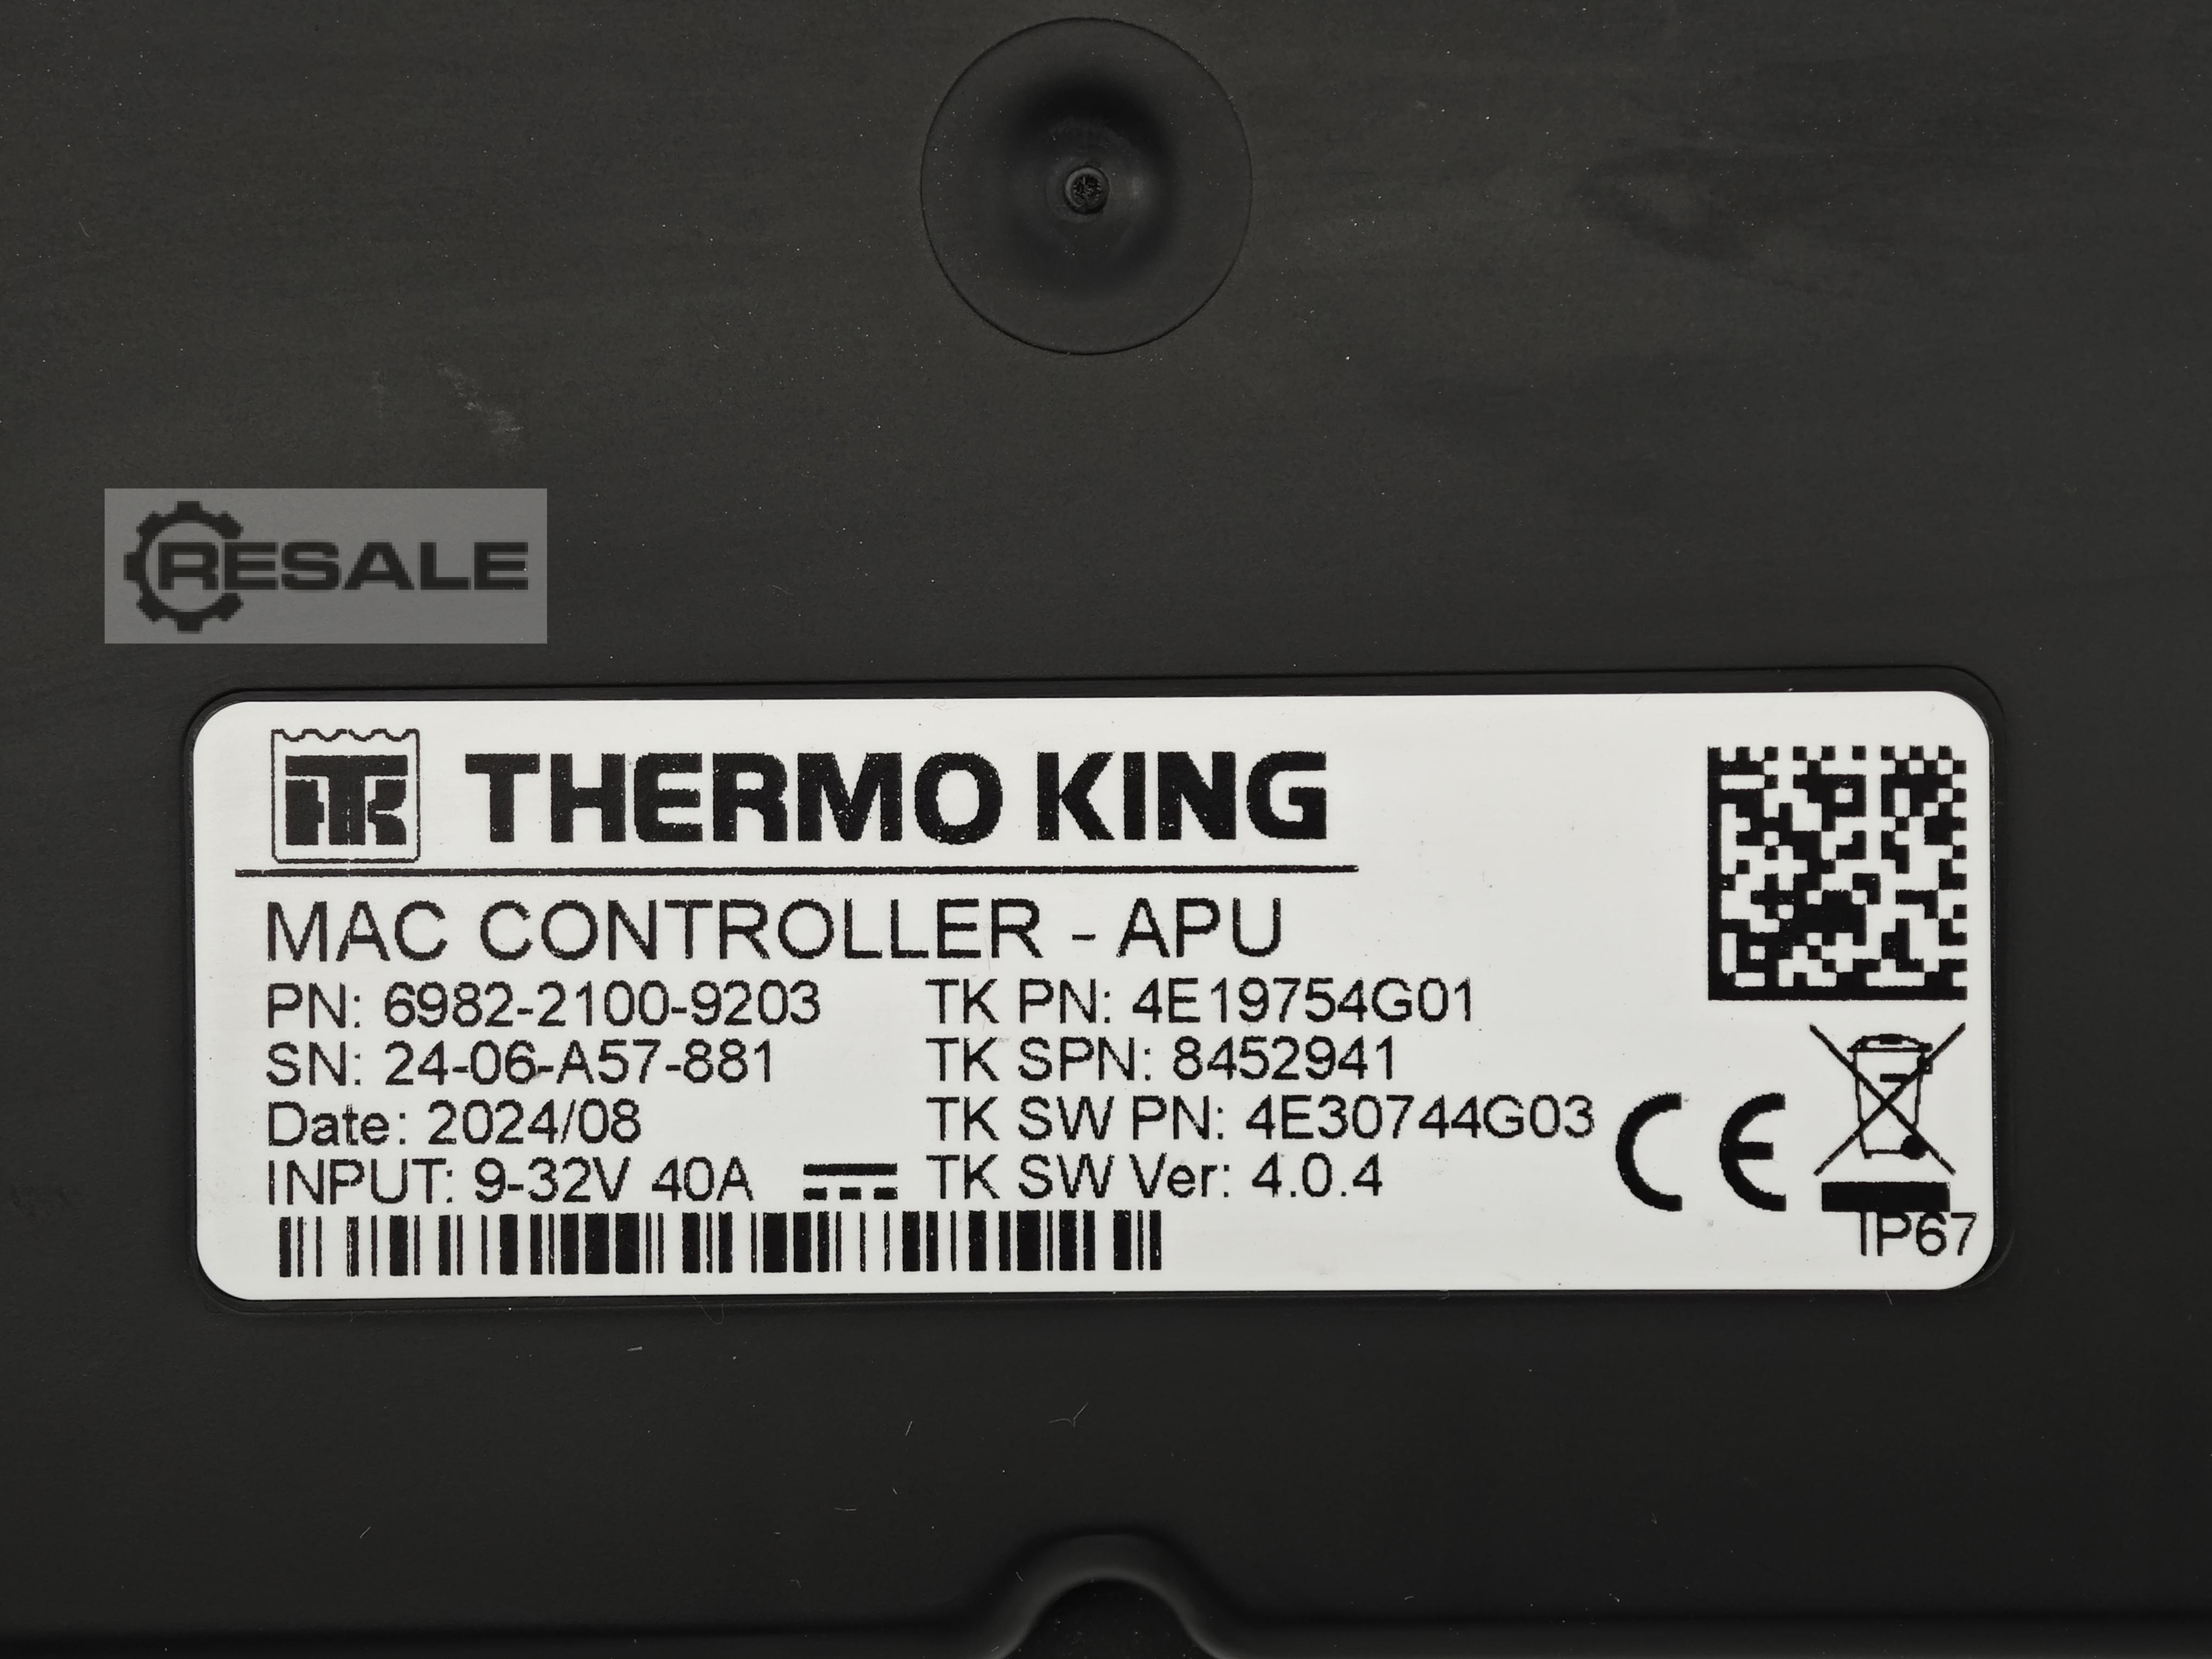 RESALE
TK THERMO KING
MAC CONTROLLER - APU
PN: 6982-2100-9203 TK PN: 4E19754G01
SN: 24-06-A57-881 TK SPN: 8452941
Date: 2024/08 TK SW PN: 4E30744G03
INPUT: 9-32V 40A TK SW Ver: 4.0.4
CE
IP67